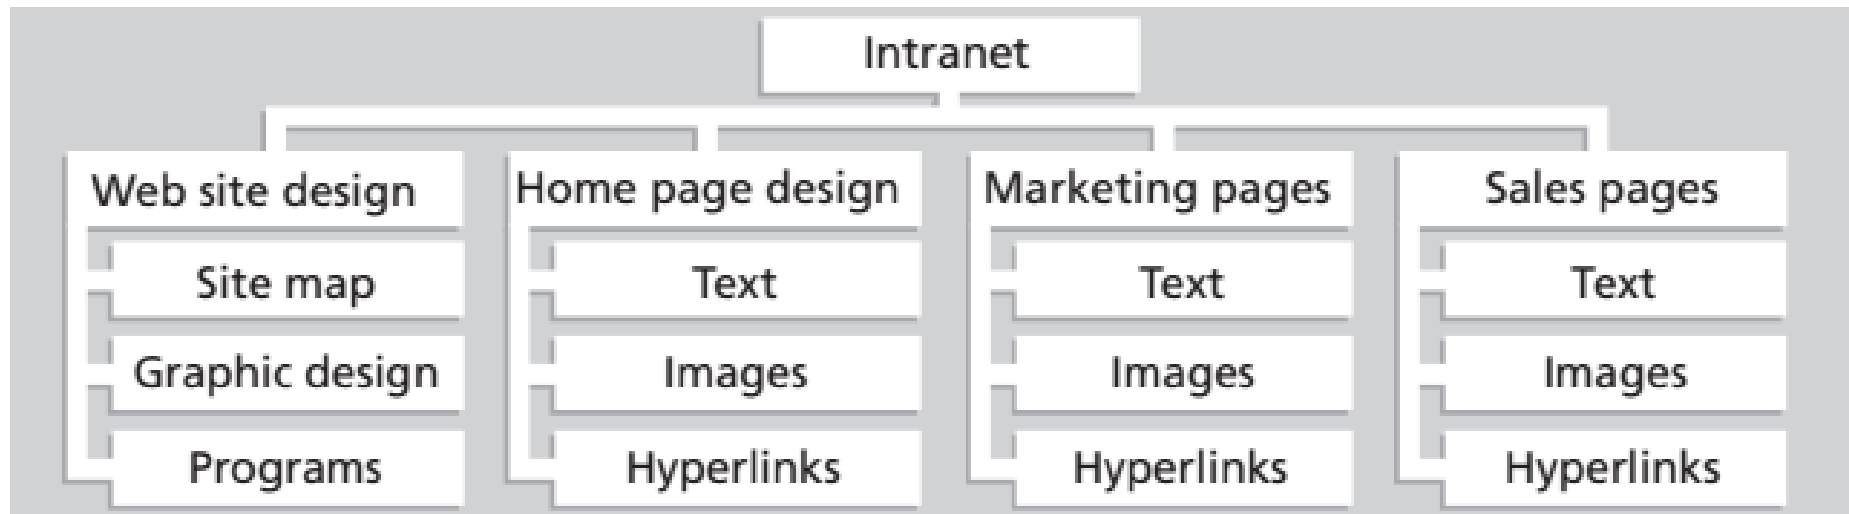 Intranet
Web site design
Home page design
Marketing pages
Sales pages
Site map
Text
Text
Text
Graphic design
Images
Images
Images
Programs
Hyperlinks
Hyperlinks
Hyperlinks